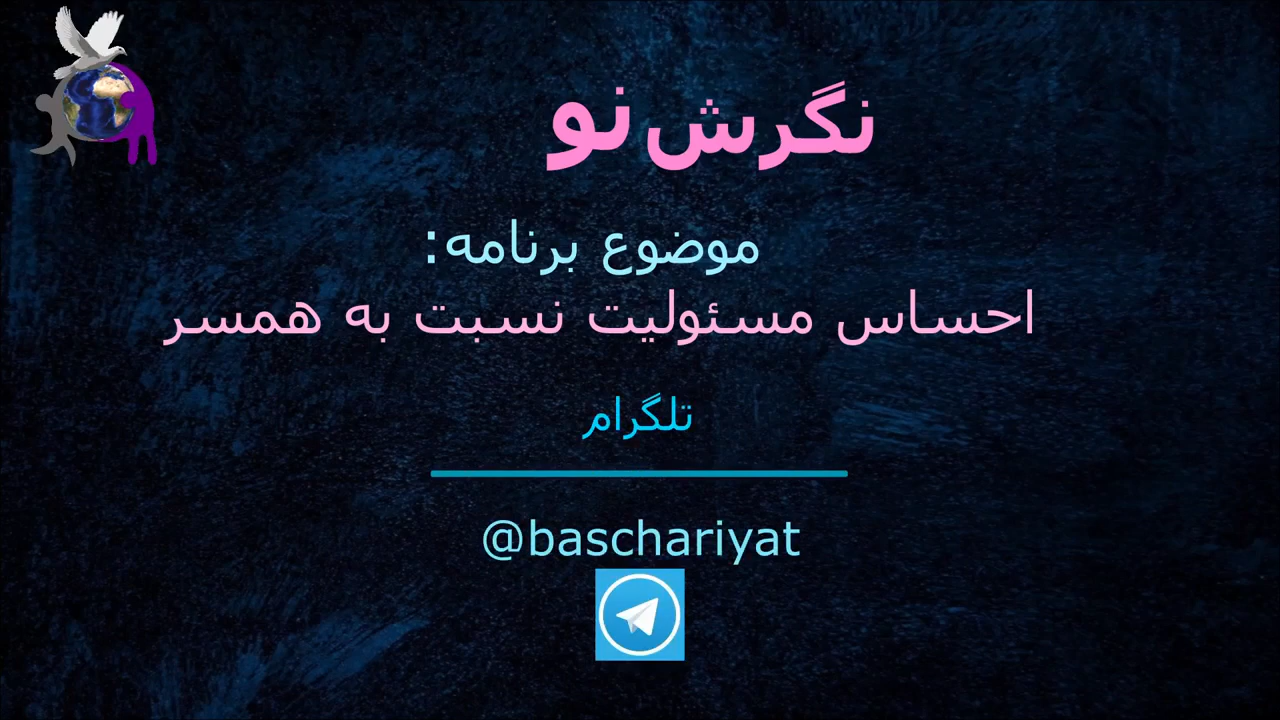 نگرش نو
موضوع برنامه:
احساس مسئولیت نسبت به همسر
تلگرام
@baschariyat